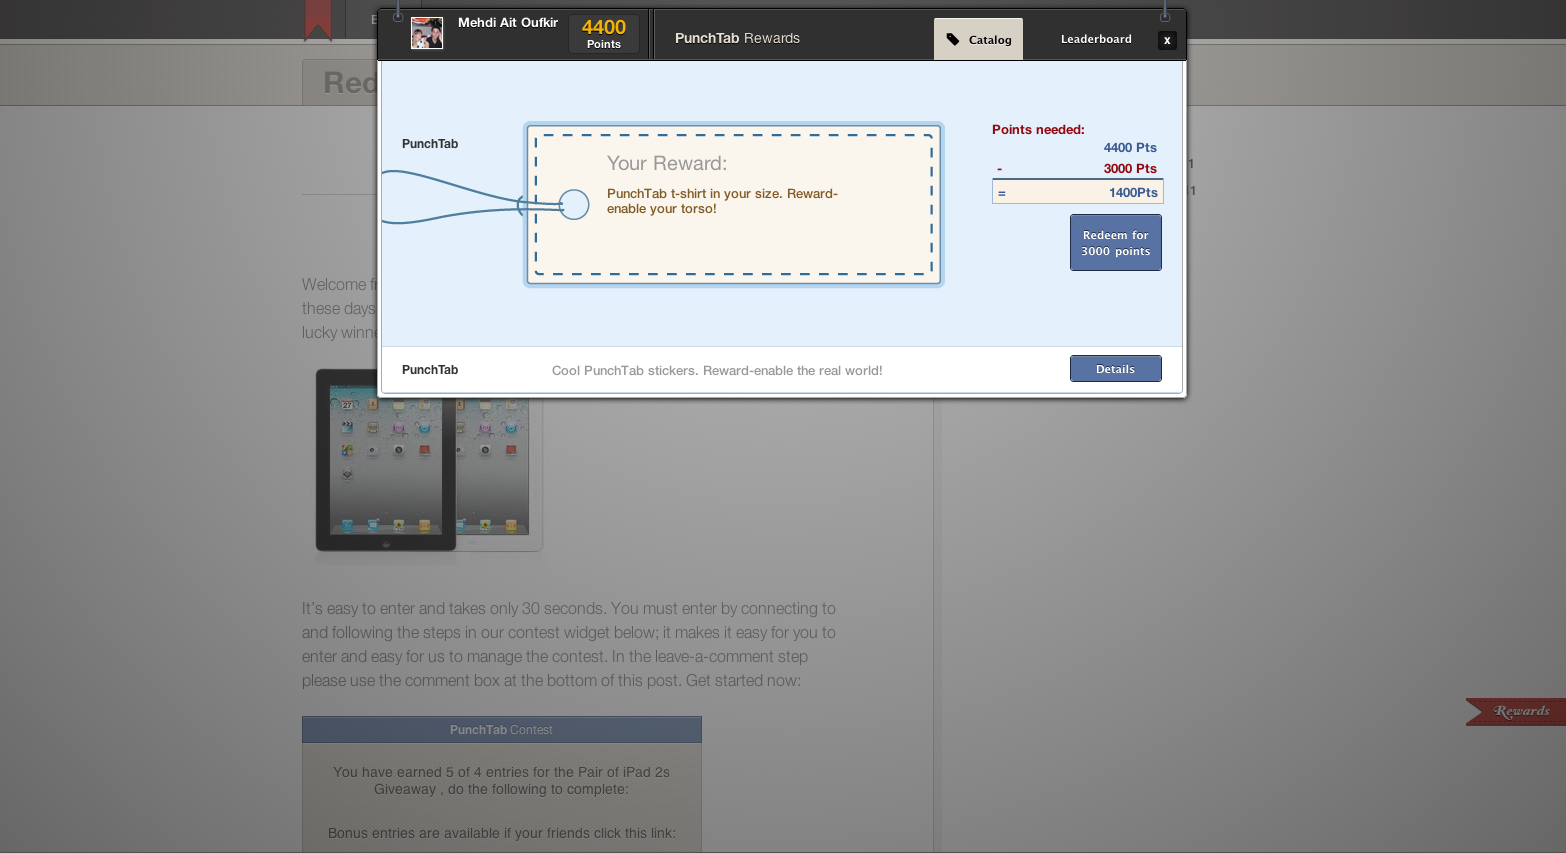 Mehdi Ait Oufkir
4400
Points
PunchTab Rewards
Catalog
Leaderboard
x
Red
PunchTab
Your Reward:
PunchTab t-shirt in your size. Reward-
enable your torso!
Points needed:
4400 Pts
- 3000 Pts
= 1400Pts
Redeem for
3000 points
PunchTab
Cool PunchTab stickers. Reward-enable the real world!
Details
Welcome
these days
lucky
27
It's easy to enter and takes only 30 seconds. You must enter by connecting to
and following the steps in our contest widget below; it makes it easy for you to
enter and easy for us to manage the contest. In the leave-a-comment step
please use the comment box at the bottom of this post. Get started now:
Rewards
PunchTab Contest
You have earned 5 of 4 entries for the Pair of iPad 2s
Giveaway , do the following to complete:
Bonus entries are available if your friends click this link: